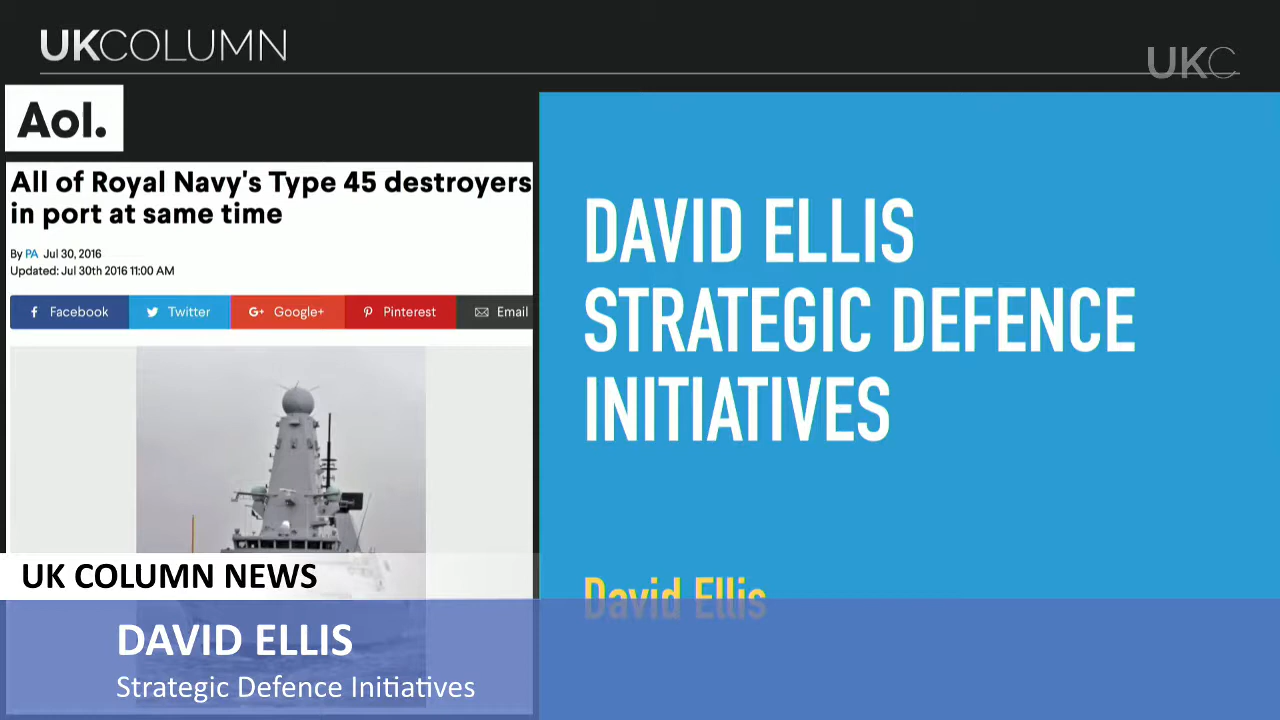 UKCOLUMN
UKC
Aol.
All of Royal Navy's Type 45 destroyers
in port at same time
By PA Jul 30, 2016
Updated: Jul 30th 2016 11:00 AM
Facebook
Twitter
Google+
Pinterest
Email
DAVID ELLIS
STRATEGIC DEFENCE
INITIATIVES
David Ellis
UK COLUMN NEWS
DAVID ELLIS
Strategic Defence Initiatives